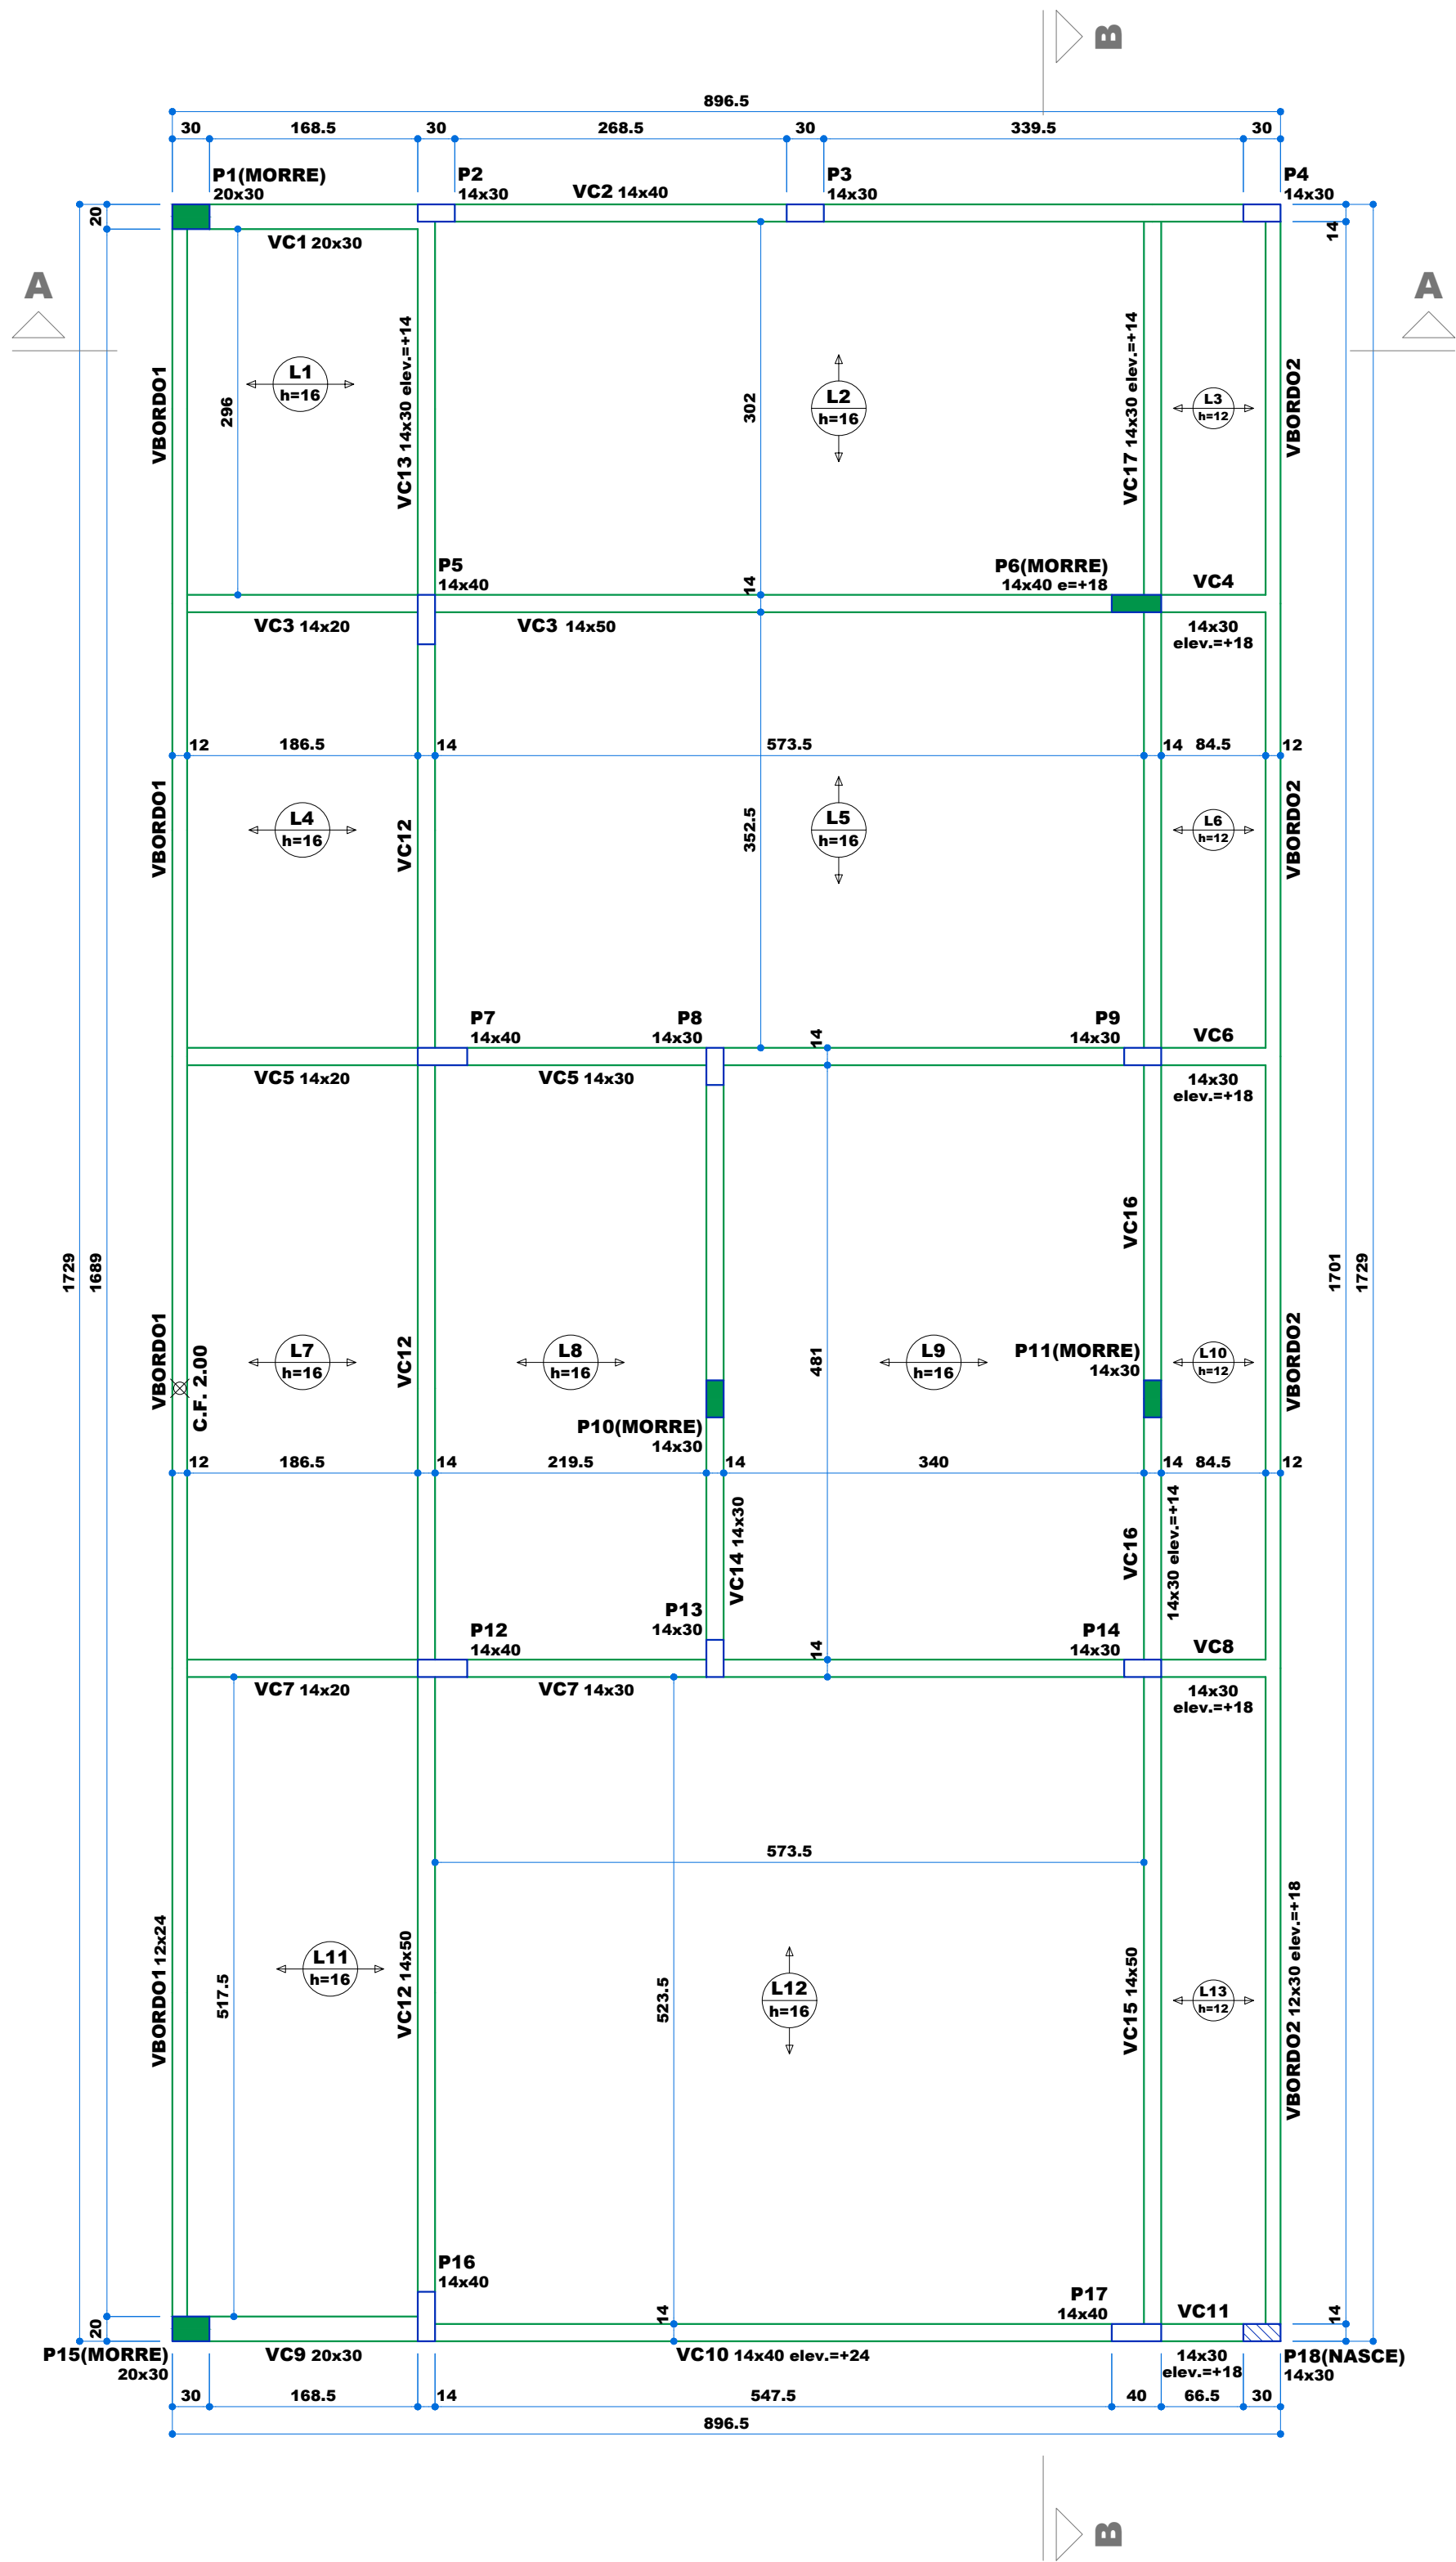 B
896.5
30 168.5 30 268.5 30 339.5 30
P1(MORRE)
20x30
P2
14x30
VC2 14x40
P3
14x30
P4
14x30
20
14
VC1 20x30
A
A
VBORDO1
296
L1
h=16
VC13 14x30 elev.=+14
302
L2
h=16
VC17 14x30 elev.=+14
L3
h=12
VBORDO2
P5
14x40
14
P6(MORRE)
14x40 e=+18
VC4
VC3 14x20
VC3 14x50
14x30
elev.=+18
12 186.5 14 573.5 14 84.5 12
VBORDO1
L4
h=16
VC12
352.5
L5
h=16
L6
h=12
VBORDO2
P7
14x40
P8
14x30
14
P9
14x30
VC6
VC5 14x20
VC5 14x30
14x30
elev.=+18
1729
1689
VC16
1701
1729
VBORDO1
C.F. 2.00
L7
h=16
VC12
L8
h=16
481
L9
h=16
P11(MORRE)
14x30
L10
h=12
VBORDO2
P10(MORRE)
14x30
12 186.5 14 219.5 14 340 14 84.5 12
VC14 14x30
VC16
14x30 elev.=+14
P12
14x40
P13
14x30
14
P14
14x30
VC8
VC7 14x20
VC7 14x30
14x30
elev.=+18
573.5
VBORDO1 12x24
517.5
L11
h=16
VC12 14x50
523.5
L12
h=16
VC15 14x50
L13
h=12
VBORDO2 12x30 elev.=+18
P16
14x40
20
14
P17
14x40
VC11
14
P15(MORRE)
20x30
VC9 20x30
VC10 14x40 elev.=+24
14x30
elev.=+18
P18(NASCE)
14x30
30 168.5 14 547.5 40 66.5 30
896.5
B